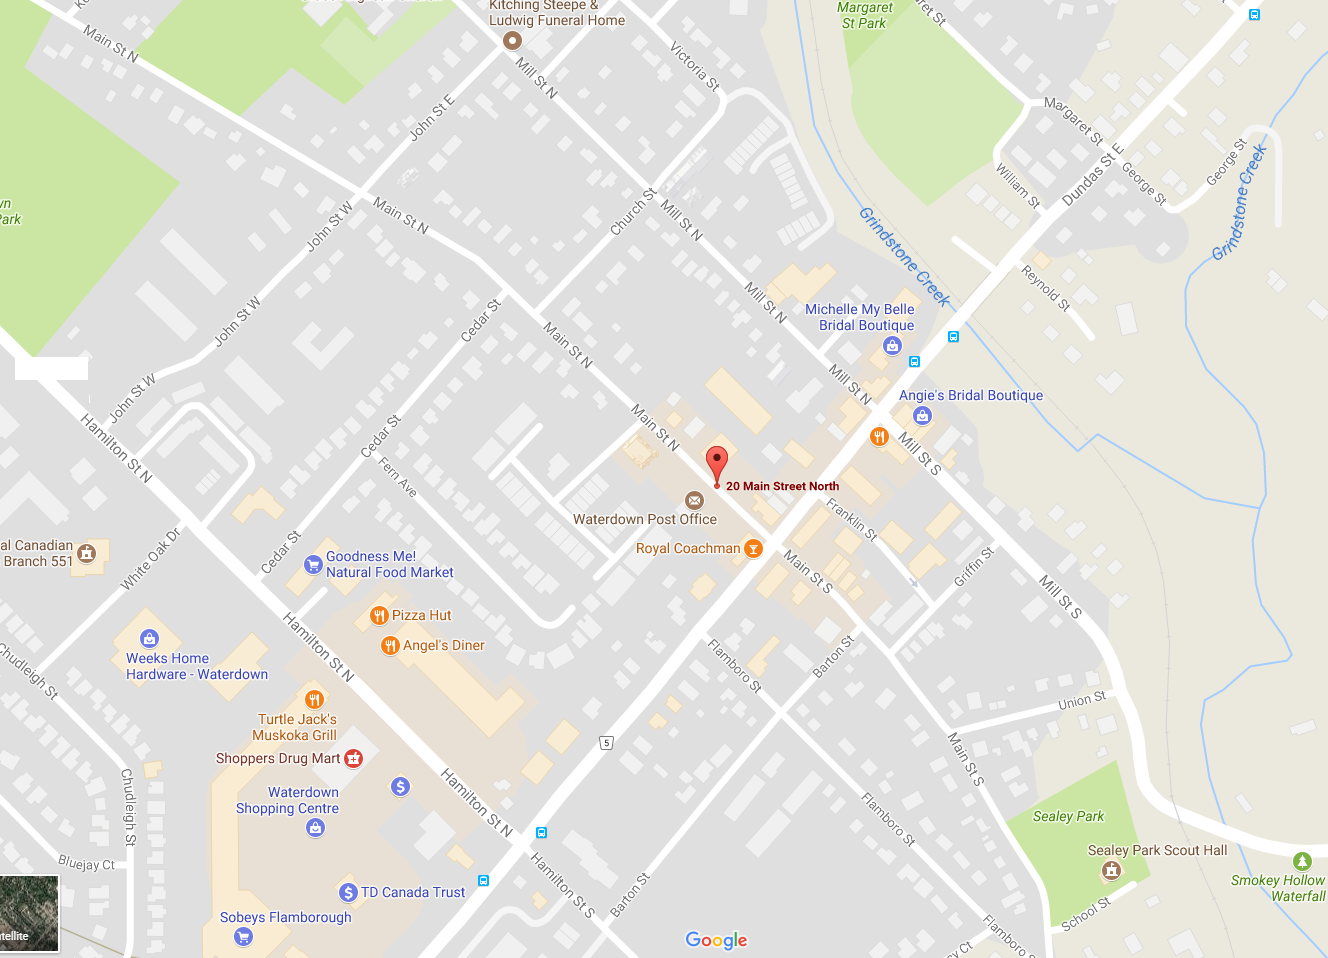 Kitching Steepe &
Ludwig Funeral Home
Margaret
St Park
Main St N
Mill St N
Victoria St
John St E
Margaret St
Dundas St E
George St
George St
Grindstone Creek
William St
Park
John St W
Main St N
Church St
Mill St N
Grindstone Creek
Reynold St
John St W
Cedar St
Main St N
Mill St N
Michelle My Belle
Bridal Boutique
Mill St N
John St W
Angie's Bridal Boutique
Hamilton St N
Cedar St
Main St N
Mill St S
Fern Ave
20 Main Street North
Waterdown Post Office
Franklin St
al Canadian
Branch 551
White Oak Dr
Cedar St
Goodness Me!
Natural Food Market
Royal Coachman
Main St S
Griffin St
Mill St S
Pizza Hut
Angel's Diner
Hamilton St N
Weeks Home
Hardware - Waterdown
Chudleigh St
Flamboro St
Barton St
Union St
Turtle Jack's
Muskoka Grill
Shoppers Drug Mart
5
Main St S
Waterdown
Shopping Centre
Chudleigh St
Hamilton St N
Flamboro St
Sealey Park
Sealey Park Scout Hall
Smokey Hollow
Waterfall
Bluejay Ct
TD Canada Trust
Hamilton St S
Barton St
Sobeys Flamborough
School St
Flamboro
Google
tellite